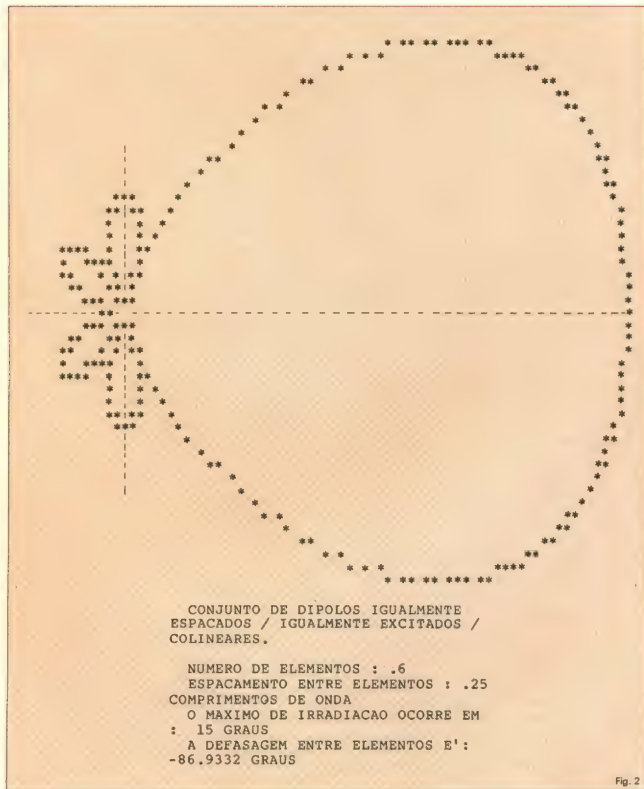 CONJUNTO DE DIPOLOS IGUALMENTE
ESPACADOS / IGUALMENTE EXCITADOS /
COLINEARES.
NUMERO DE ELEMENTOS : .6
ESPACAMENTO ENTRE ELEMENTOS : .25
COMPRIMENTOS DE ONDA
O MAXIMO DE IRRADIACAO OCORRE EM
: 15 GRAUS
A DEFASAGEM ENTRE ELEMENTOS E':
-86.9332 GRAUS
Fig. 2